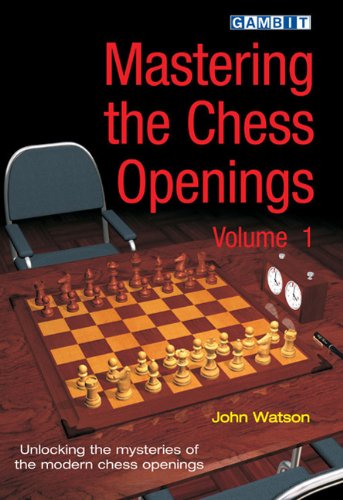 GAMBIT
Mastering
the Chess
Openings
Volume 1
John Watson
Unlocking the mysteries of
the modern chess openings